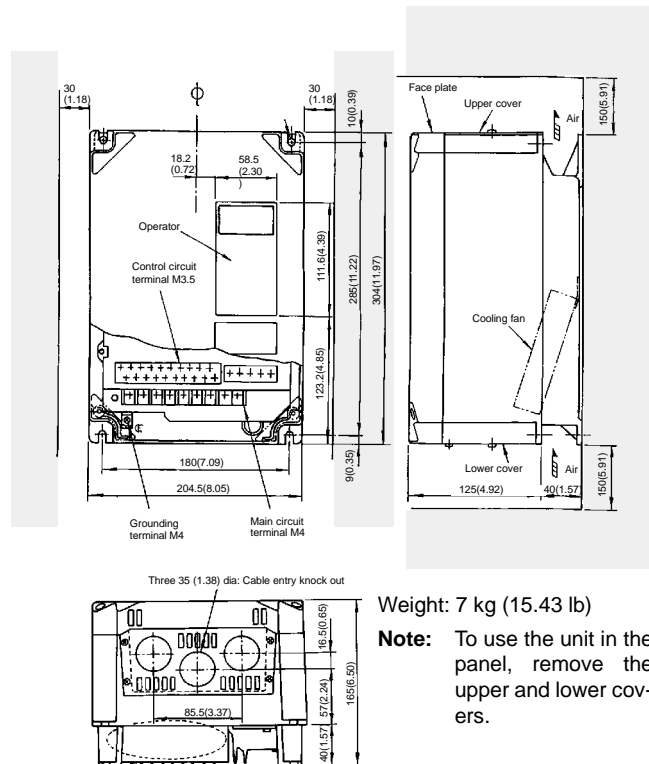 30
(1.18)
30
(1.18)
10(0.39)
18.2
(0.72)
58.5
(2.30
)
Operator
Control circuit
terminal M3.5
111.6(4.39)
285(11.22)
304(11.97)
123.2(4.85)
9(0.35)
180(7.09)
204.5(8.05)
Grounding
terminal M4
Main circuit
terminal M4
Face plate
Upper cover
Air
150(5.91)
Cooling fan
Lower cover
Air
125(4.92)
40(1.57)
150(5.91)
Three 35 (1.38) dia: Cable entry knock out
16.5(0.65)
57(2.24)
165(6.50)
85.5(3.37)
40(1.57)
Weight: 7 kg (15.43 lb)
Note: To use the unit in the
panel, remove the
upper and lower cov-
ers.